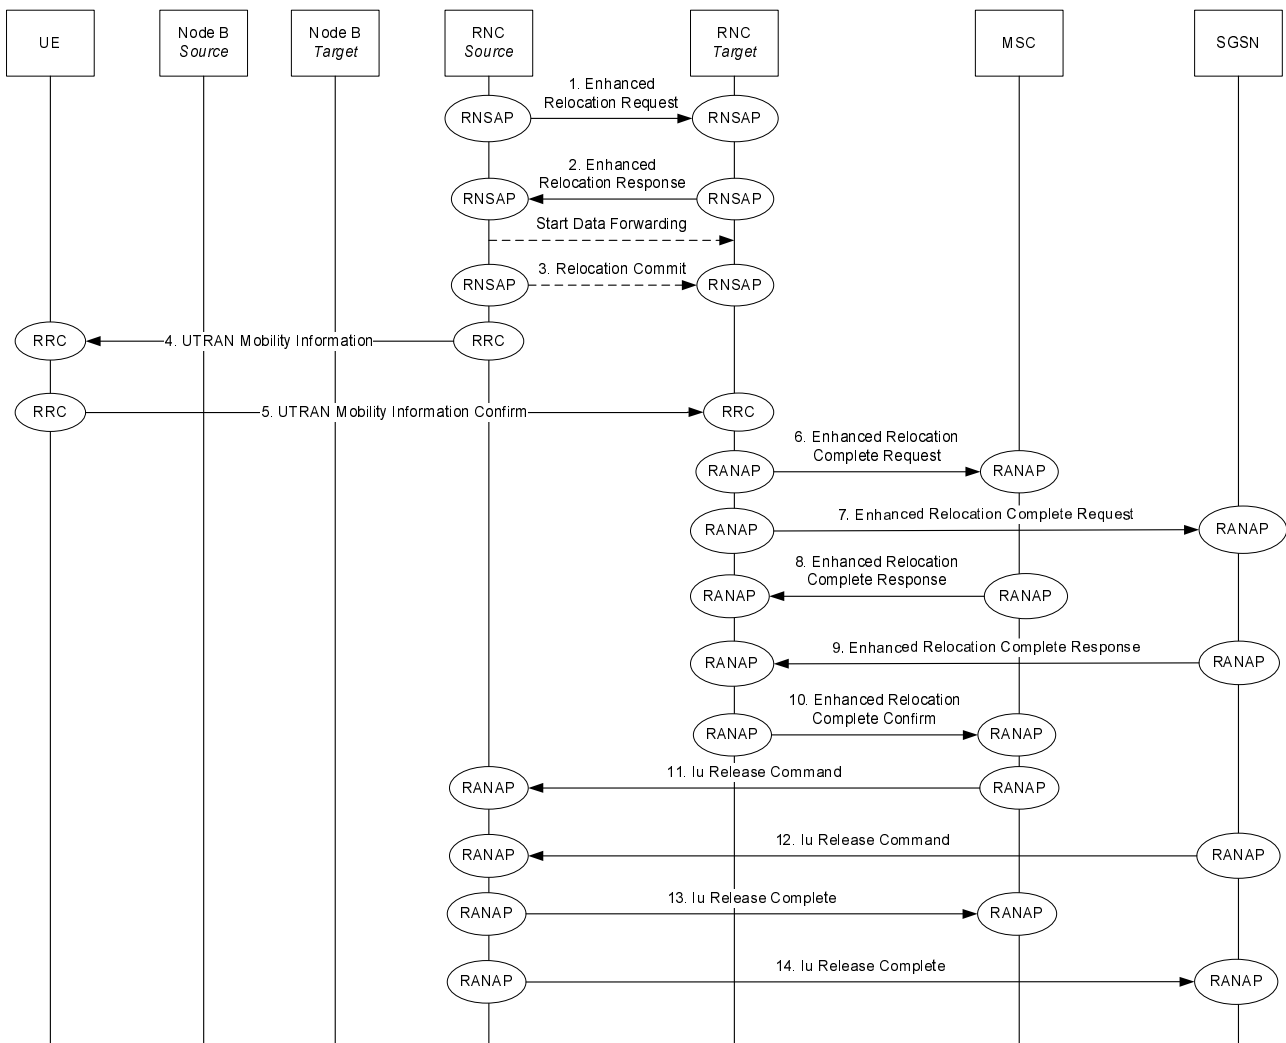 UE
Node B
Source
Node B
Target
RNC
Source
RNC
Target
MSC
SGSN
1. Enhanced
Relocation Request
RNSAP
RNSAP
2. Enhanced
Relocation Response
RNSAP
RNSAP
Start Data Forwarding
3. Relocation Commit
RNSAP
RNSAP
RRC
4. UTRAN Mobility Information
RRC
RRC
5. UTRAN Mobility Information Confirm
RRC
6. Enhanced Relocation
Complete Request
RANAP
RANAP
7. Enhanced Relocation Complete Request
RANAP
RANAP
8. Enhanced Relocation
Complete Response
RANAP
RANAP
9. Enhanced Relocation Complete Response
RANAP
RANAP
10. Enhanced Relocation
Complete Confirm
RANAP
RANAP
11. Iu Release Command
RANAP
RANAP
12. Iu Release Command
RANAP
RANAP
13. Iu Release Complete
RANAP
RANAP
14. Iu Release Complete
RANAP
RANAP